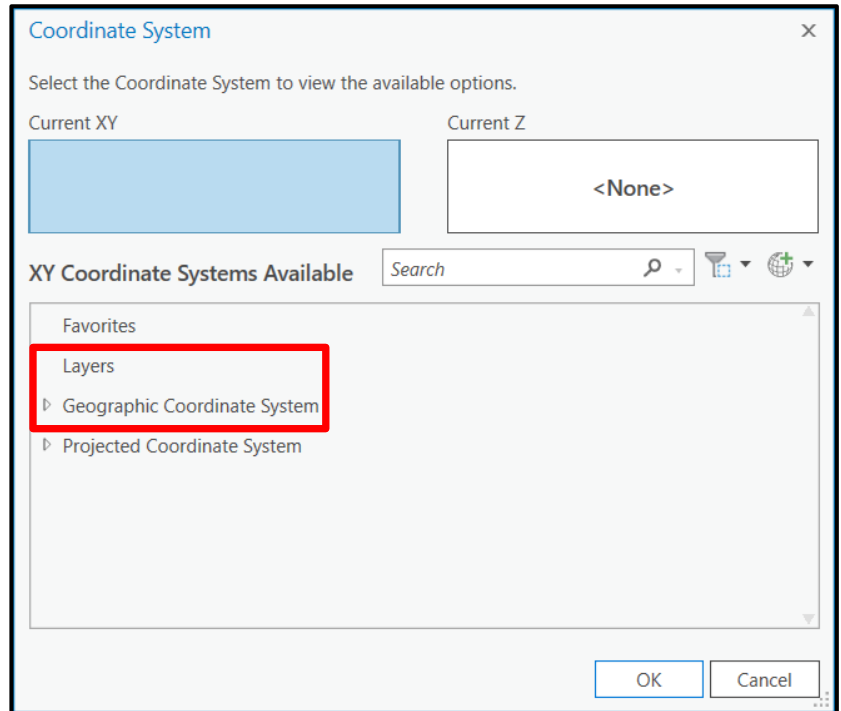 Coordinate System
Select the Coordinate System to view the available options.
Current XY
Current Z
<None>
XY Coordinate Systems Available
Search
Favorites
Layers
Geographic Coordinate System
Projected Coordinate System
OK
Cancel